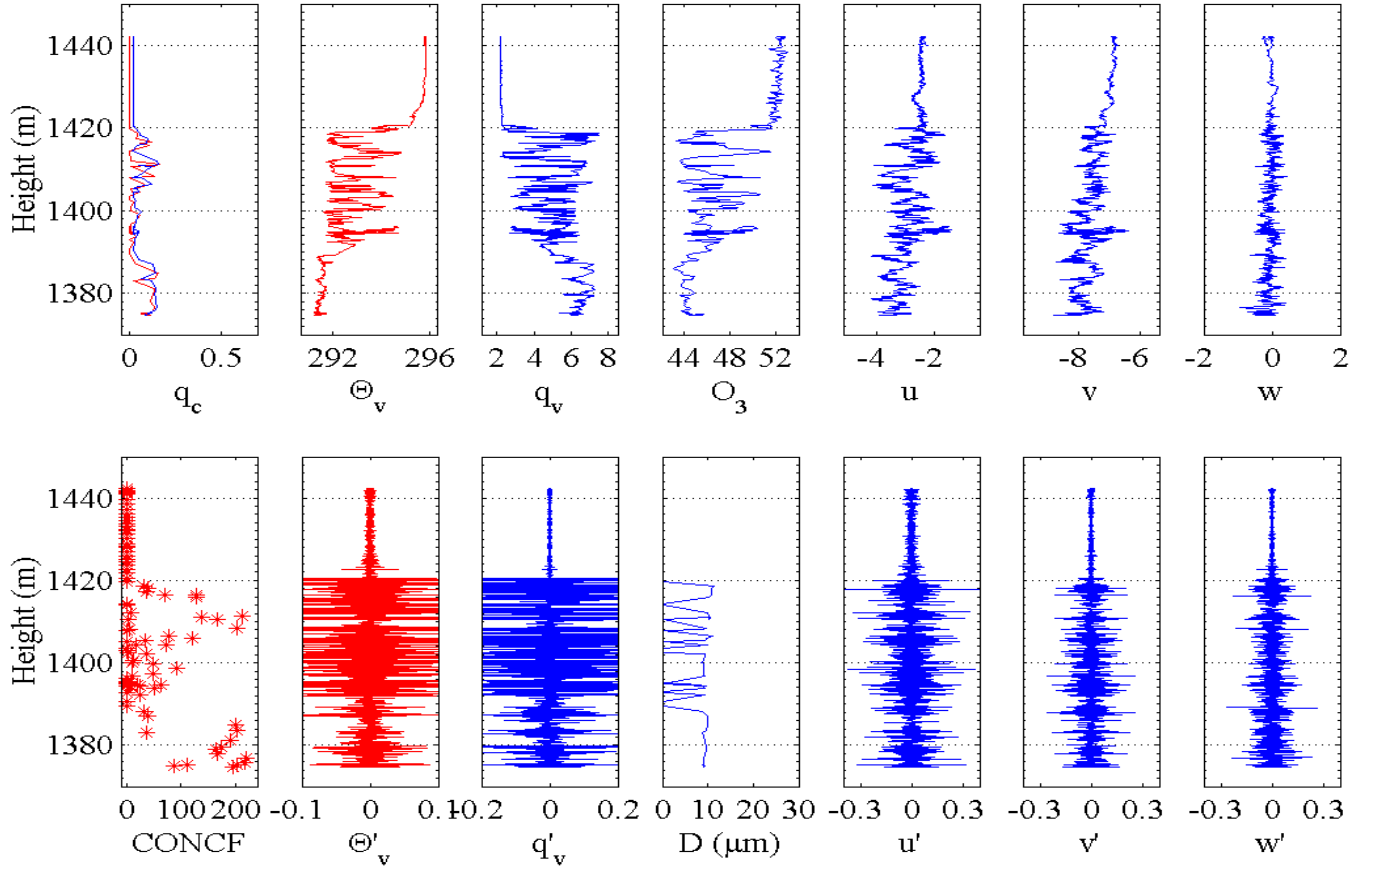 1440
1420
1400
1380
Height (m)
0 0.5
292 296
2 4 6 8
44 48 52
-4 -2
-8 -6
-2 0 2
q_c
Θ_v
q_v
O_3
u
v
w
1440
1420
1400
1380
Height (m)
0 100 200
-0.1 0 0.1
-0.2 0 0.2
0 10 20 30
-0.3 0 0.3
-0.3 0 0.3
-0.3 0 0.3
CONCF
Θ'_v
q'_v
D (μm)
u'
v'
w'